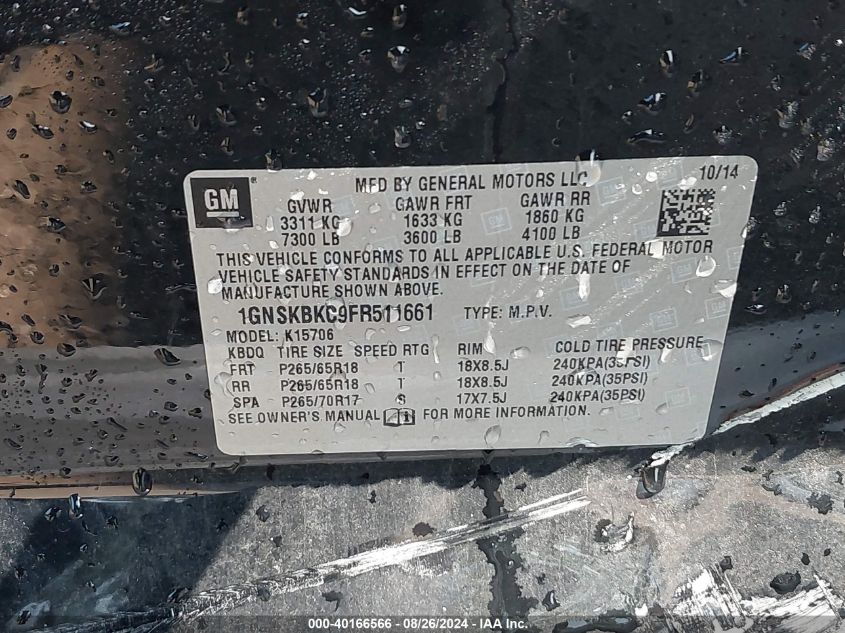 GM
MFD BY GENERAL MOTORS LLC
10/14
GVWR GAWR FRT GAWR RR
3311 KG 1633 KG 1860 KG
7300 LB 3600 LB 4100 LB
THIS VEHICLE CONFORMS TO ALL APPLICABLE U.S. FEDERAL MOTOR
VEHICLE SAFETY STANDARDS IN EFFECT ON THE DATE OF
MANUFACTURE SHOWN ABOVE.
1GNSKBKC9FR511661 TYPE: M.P.V.
MODEL: K15706
KBDQ TIRE SIZE SPEED RTG RIM COLD TIRE PRESSURE
FRT P265/65R18 T 18X8.5J 240KPA(35PSI)
RR P265/65R18 T 18X8.5J 240KPA(35PSI)
SPA P265/70R17 S 17X7.5J 240KPA(35PSI)
SEE OWNER'S MANUAL FOR MORE INFORMATION.
000-40166566 - 08/26/2024 - IAA Inc.